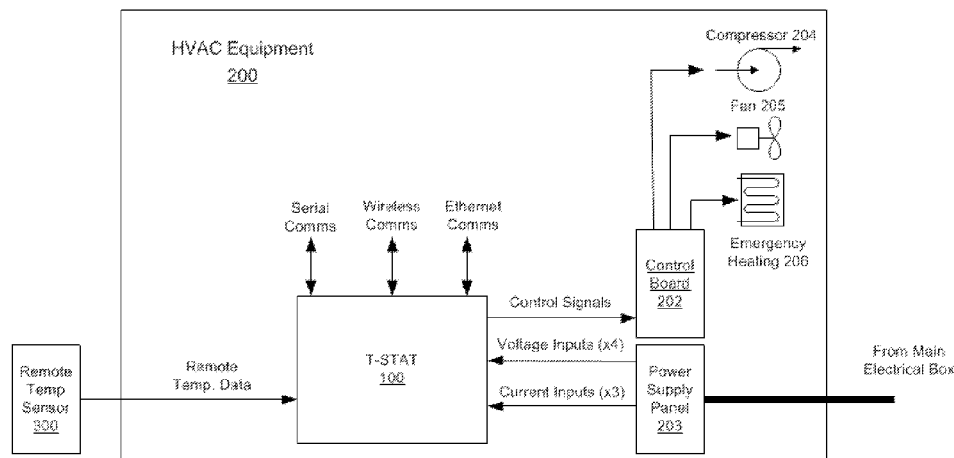 HVAC Equipment
200
Compressor 204
Fan 205
Emergency
Heating 206
Serial
Comms
Wireless
Comms
Ethernet
Comms
Control
Board
202
Control Signals
Voltage Inputs (x4)
Current Inputs (x3)
T-STAT
100
Remote
Temp. Data
Remote
Temp
Sensor
300
Power
Supply
Panel
203
From Main
Electrical Box